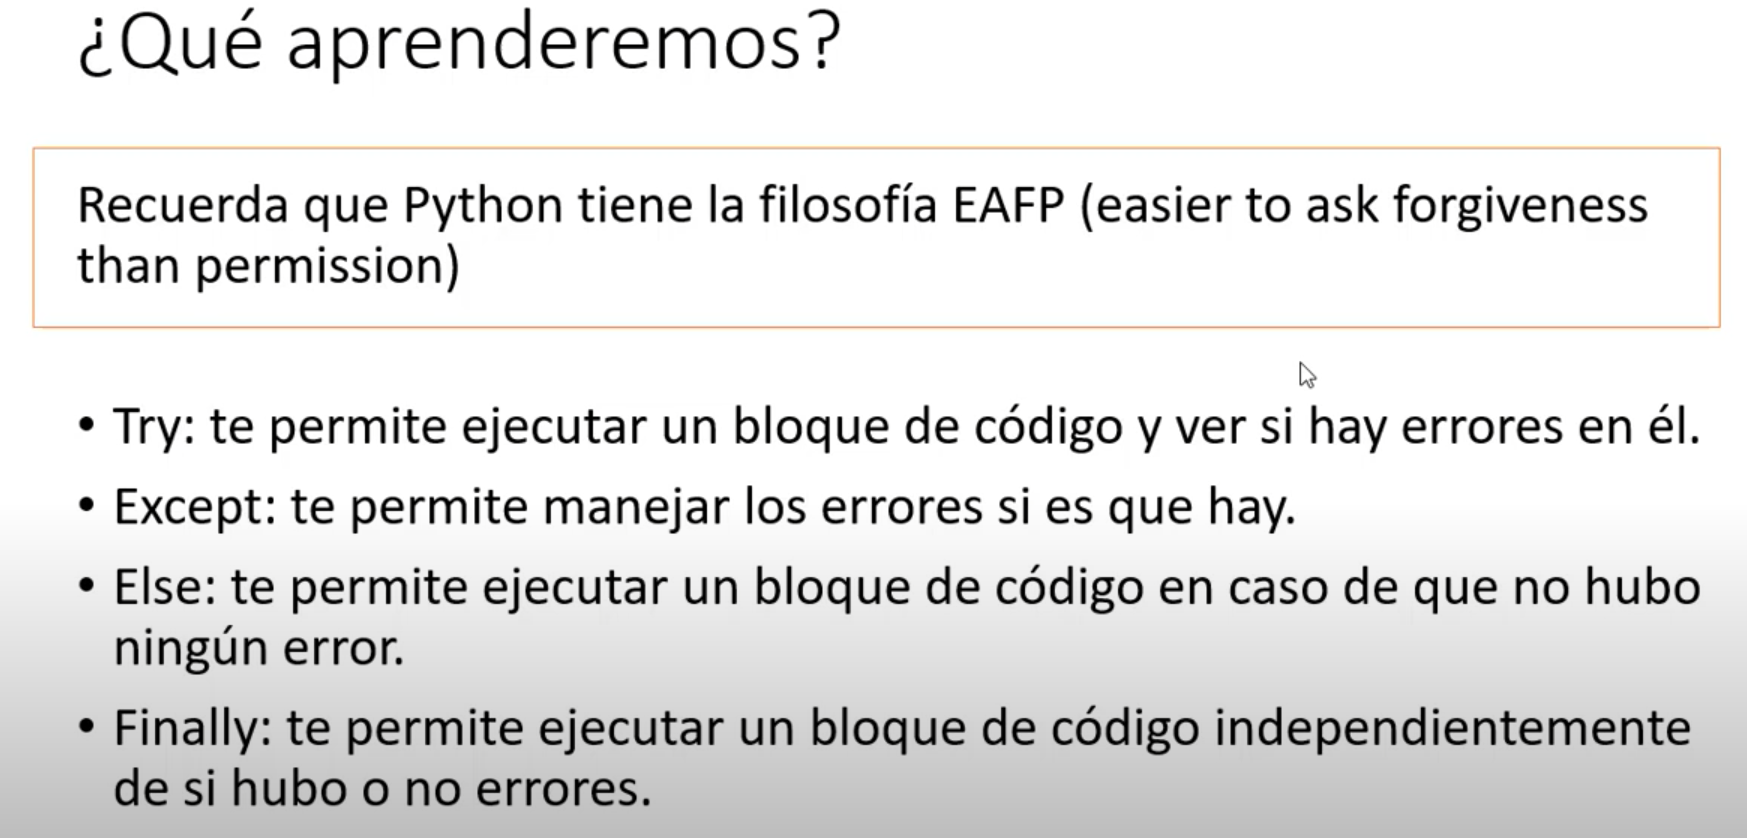 ¿Qué aprenderemos?
Recuerda que Python tiene la filosofía EAFP (easier to ask forgiveness
than permission)
• Try: te permite ejecutar un bloque de código y ver si hay errores en él.
• Except: te permite manejar los errores si es que hay.
• Else: te permite ejecutar un bloque de código en caso de que no hubo
ningún error.
• Finally: te permite ejecutar un bloque de código independientemente
de si hubo o no errores.